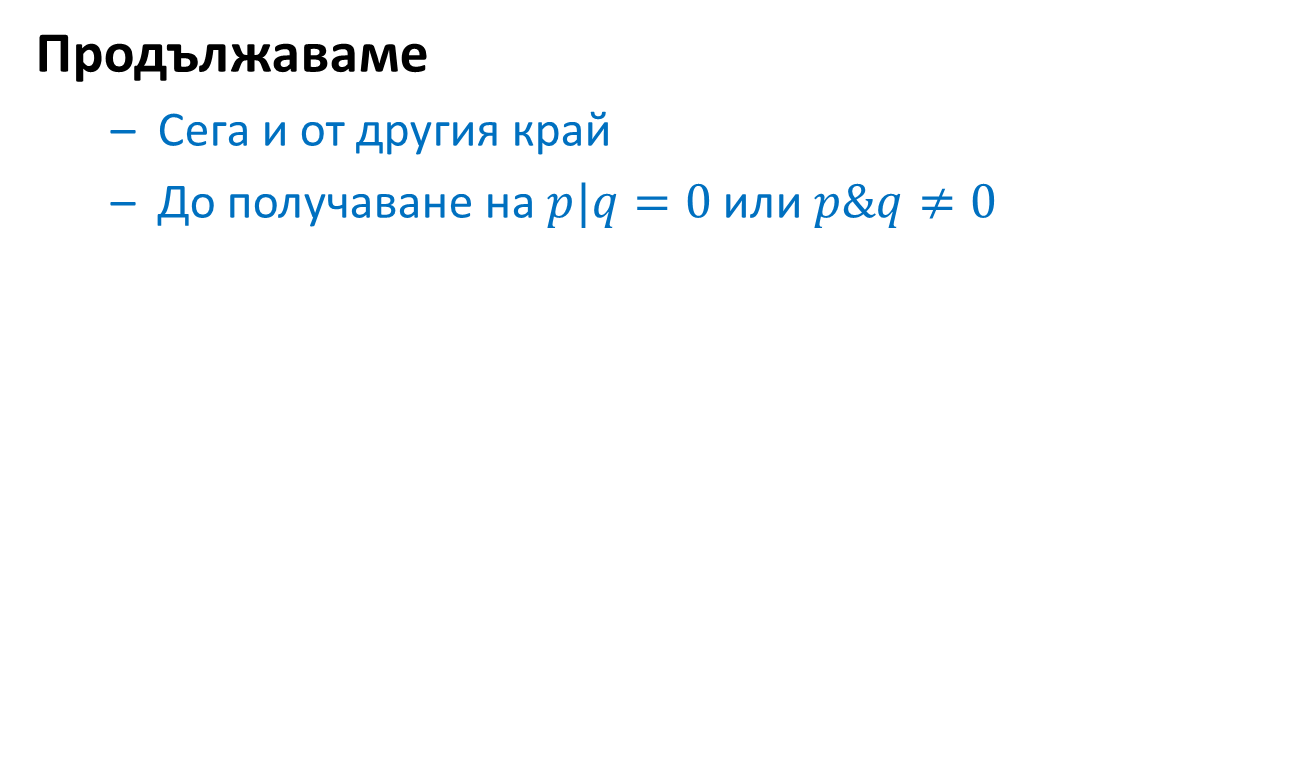 Продължаваме
– Сега и от другия край
– До получаване на p|q = 0 или p&q ≠ 0